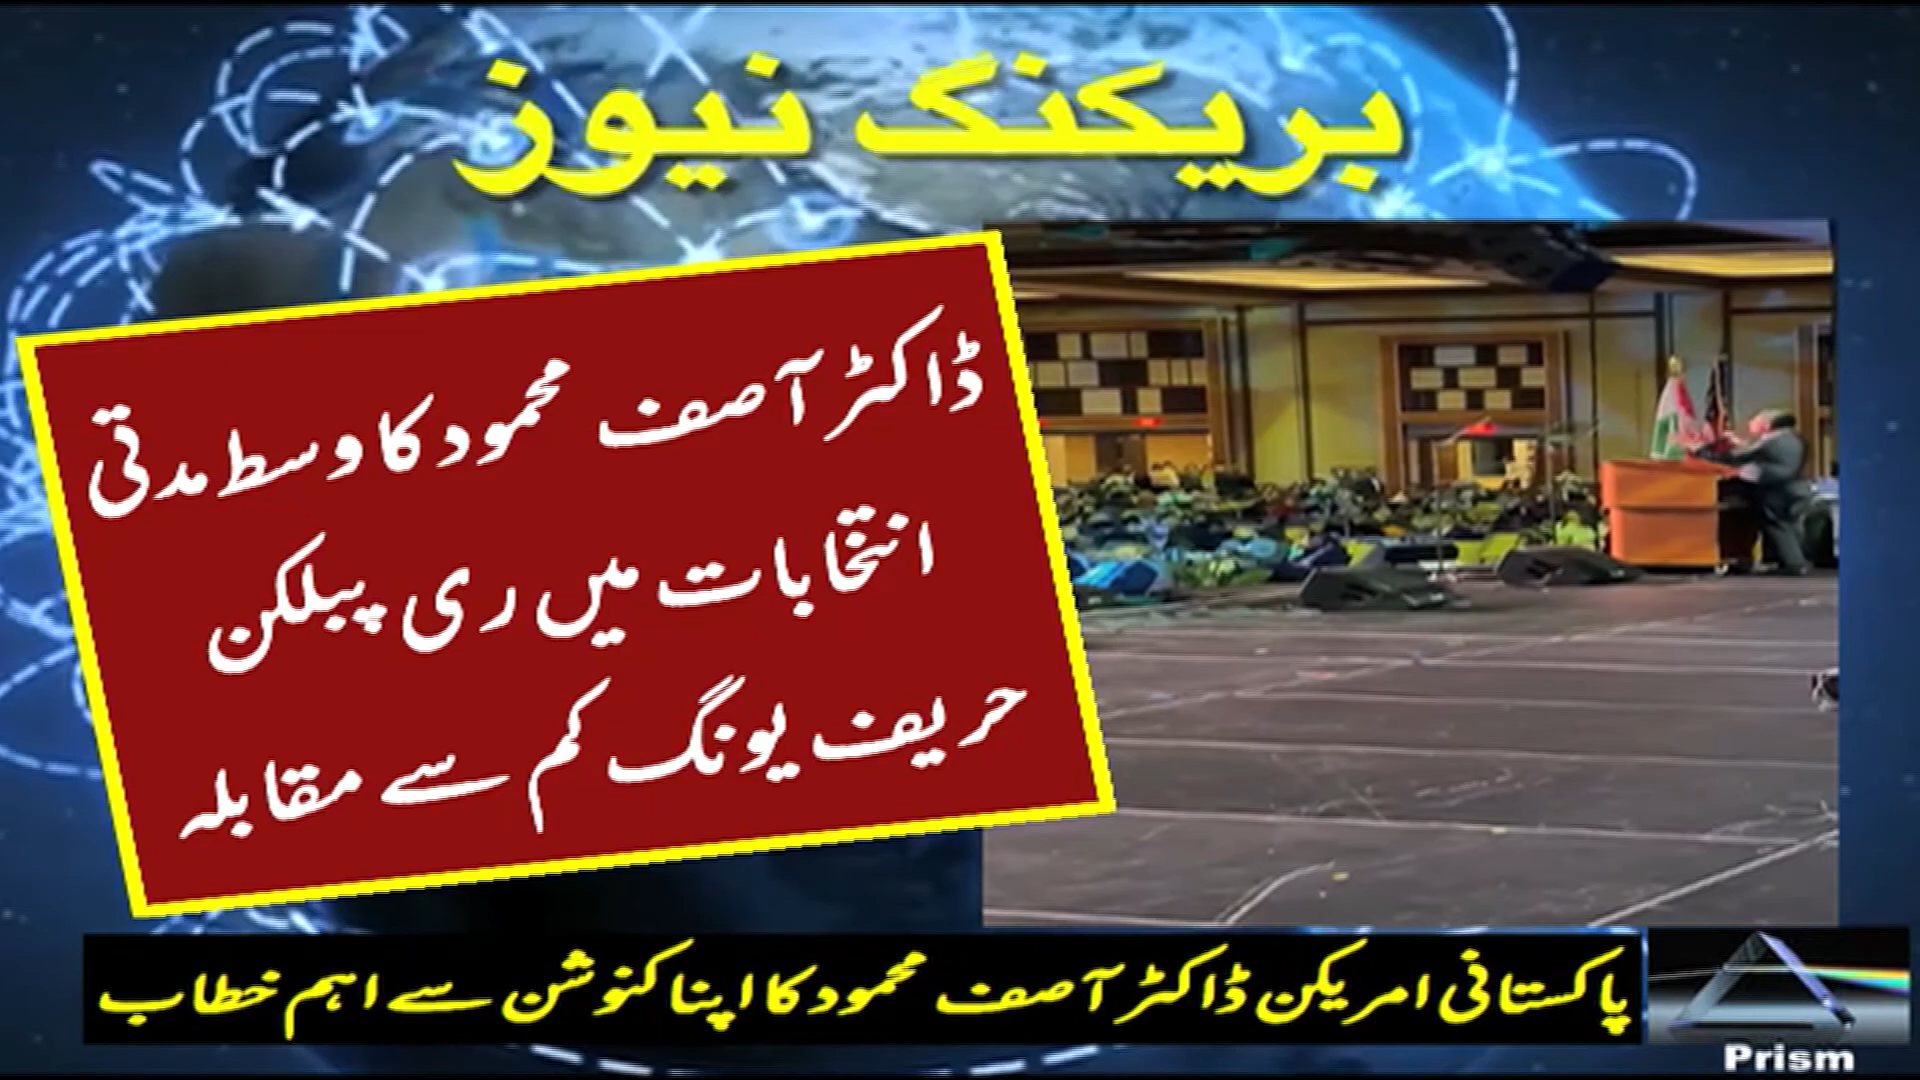 بریکنگ نیوز
ڈاکٹر آصف محمود کا وسط مدتی
انتخابات میں ری پبلکن
حریف یونگ کم سے مقابلہ
پاکستانی امریکن ڈاکٹر آصف محمود کا اپنا کنوشن سے اہم خطاب
Prism